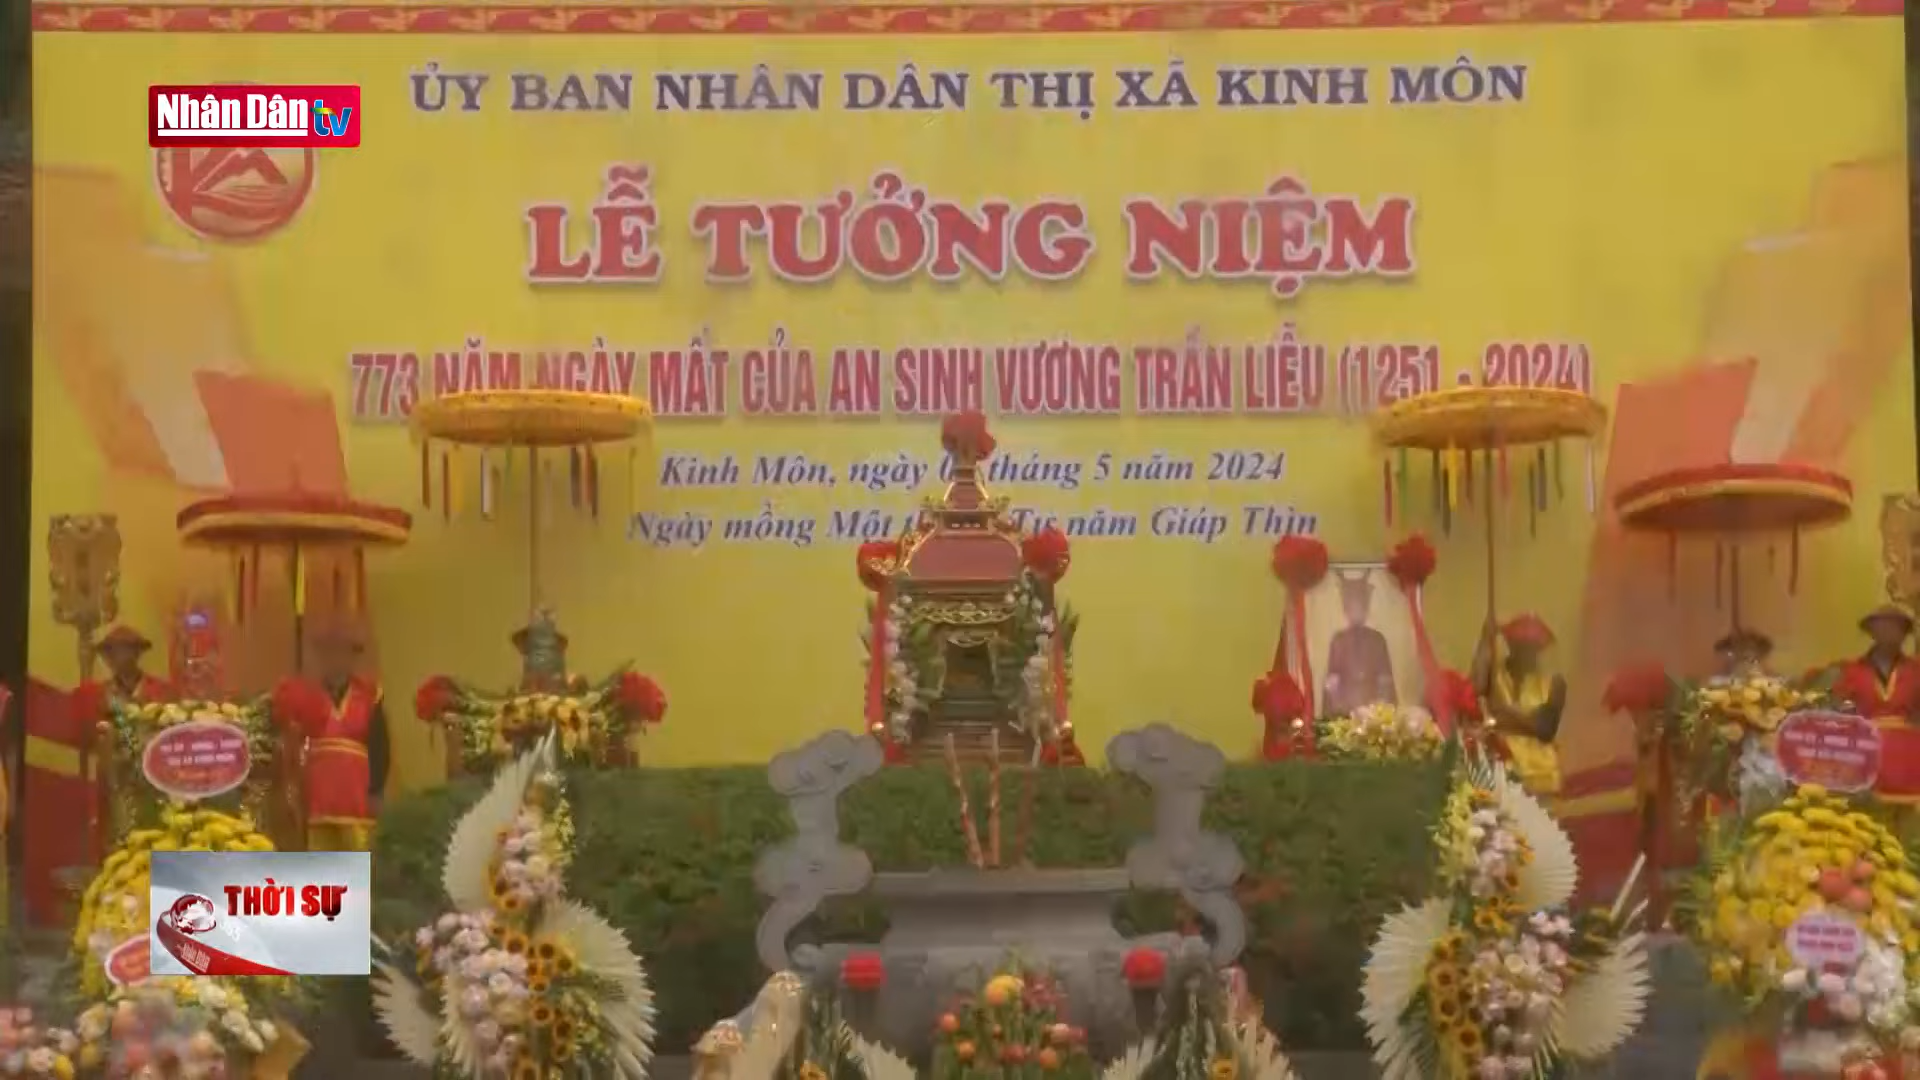 ỦY BAN NHÂN DÂN THỊ XÃ KINH MÔN
Nhân Dân tv
LỄ TƯỞNG NIỆM
773 NĂM NGÀY MẤT CỦA AN SINH VƯƠNG TRẦN LIỄU (1251 - 2024)
Kinh Môn, ngày tháng 5 năm 2024
Ngày mồng Một Tư năm Giáp Thìn
THỜI SỰ